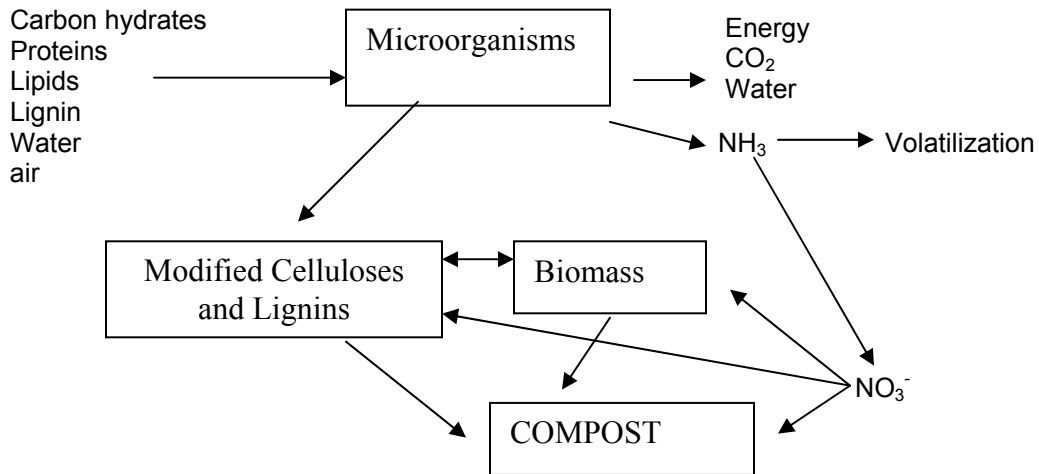 Carbon hydrates
Proteins
Lipids
Lignin
Water
air
Microorganisms
Energy
CO₂
Water
NH₃
Volatilization
Modified Celluloses
and Lignins
Biomass
NO₃⁻
COMPOST